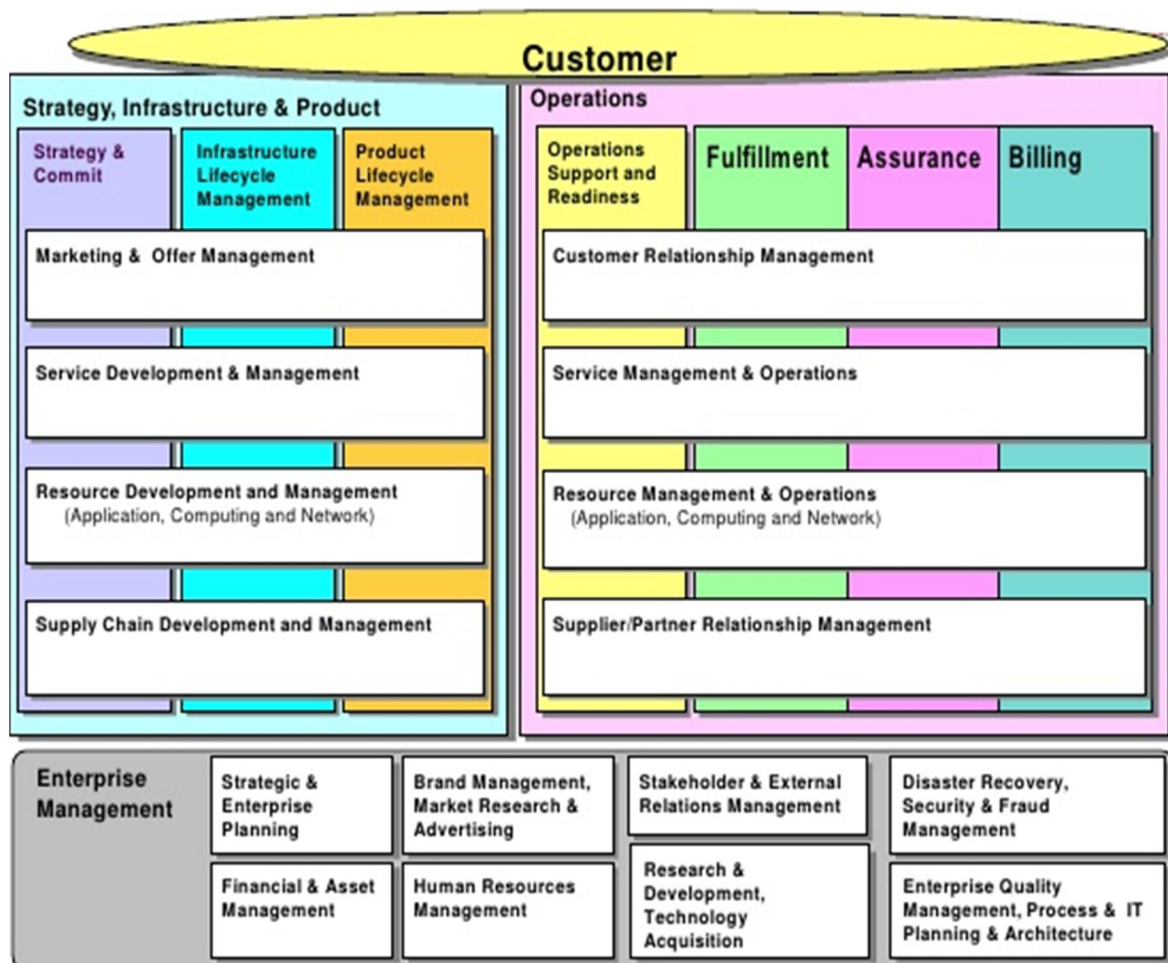 Customer
Strategy, Infrastructure & Product
Strategy &
Commit
Infrastructure
Lifecycle
Management
Product
Lifecycle
Management
Marketing & Offer Management
Service Development & Management
Resource Development and Management
(Application, Computing and Network)
Supply Chain Development and Management
Operations
Operations
Support and
Readiness
Fulfillment
Assurance
Billing
Customer Relationship Management
Service Management & Operations
Resource Management & Operations
(Application, Computing and Network)
Supplier/Partner Relationship Management
Enterprise
Management
Strategic &
Enterprise
Planning
Brand Management,
Market Research &
Advertising
Stakeholder & External
Relations Management
Disaster Recovery,
Security & Fraud
Management
Financial & Asset
Management
Human Resources
Management
Research &
Development,
Technology
Acquisition
Enterprise Quality
Management, Process & IT
Planning & Architecture